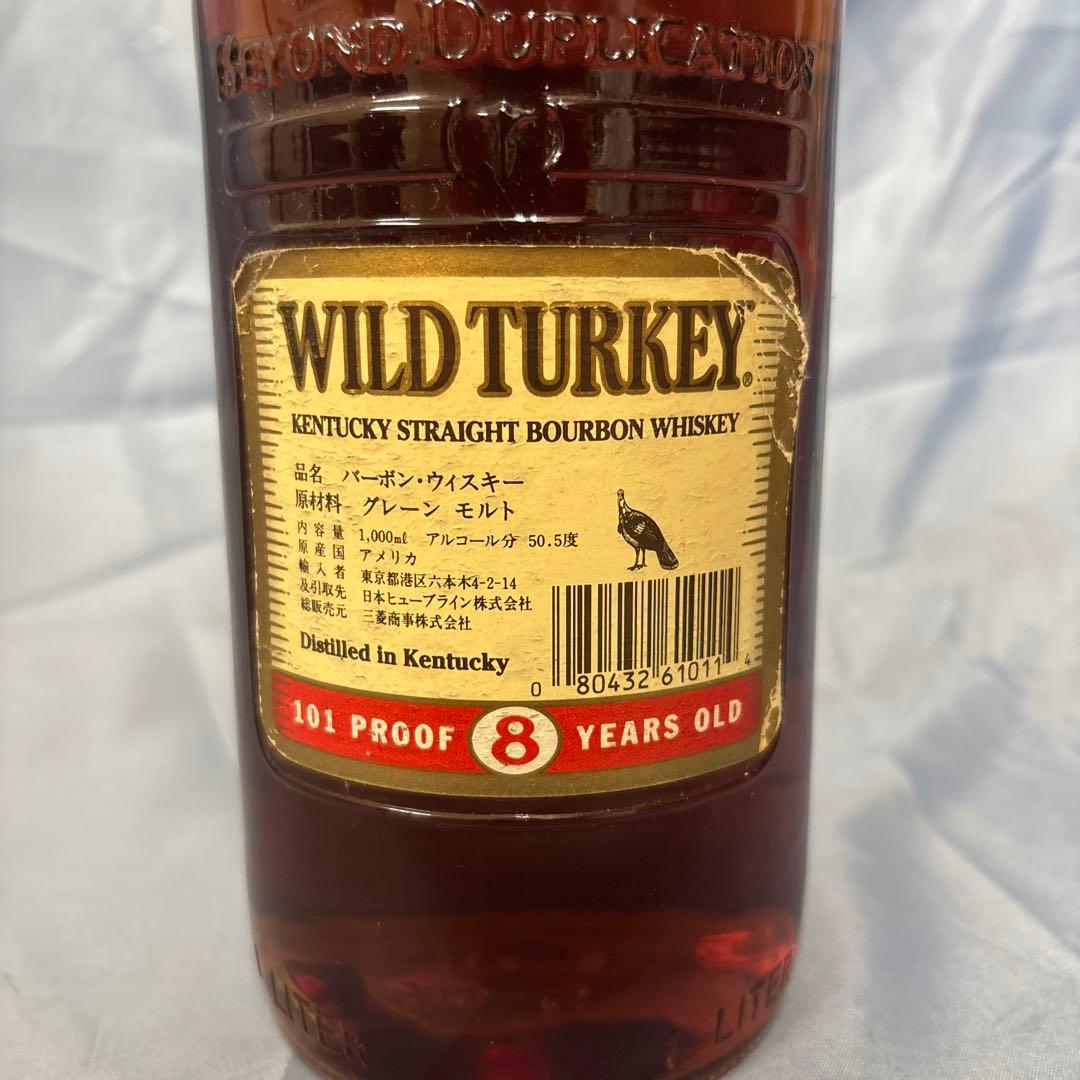 BEYOND DUPLICATION
WILD TURKEY®
KENTUCKY STRAIGHT BOURBON WHISKEY
品名 バーボン・ウィスキー
原材料 グレーン モルト
内容量 1,000mℓ アルコール分 50.5度
原産国 アメリカ
輸入者 東京都港区六本木4-2-14
及引取先 日本ヒューブライン株式会社
総販売元 三菱商事株式会社
Distilled in Kentucky
0 80432 61011 4
101 PROOF 8 YEARS OLD
LITER LITER